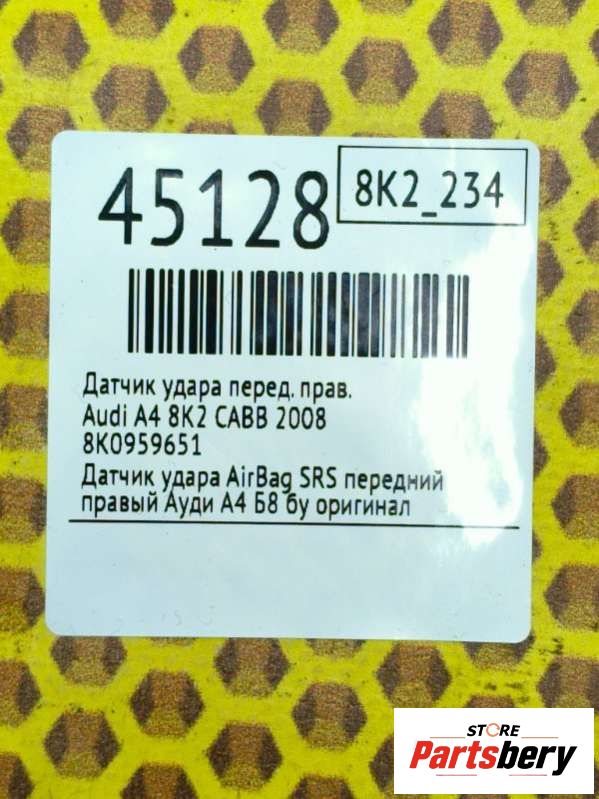 45128
8K2_234
Датчик удара перед. прав.
Audi A4 8K2 CABB 2008
8K0959651
Датчик удара AirBag SRS передний
правый Ауди А4 Б8 бу оригинал
STORE
Partsbery